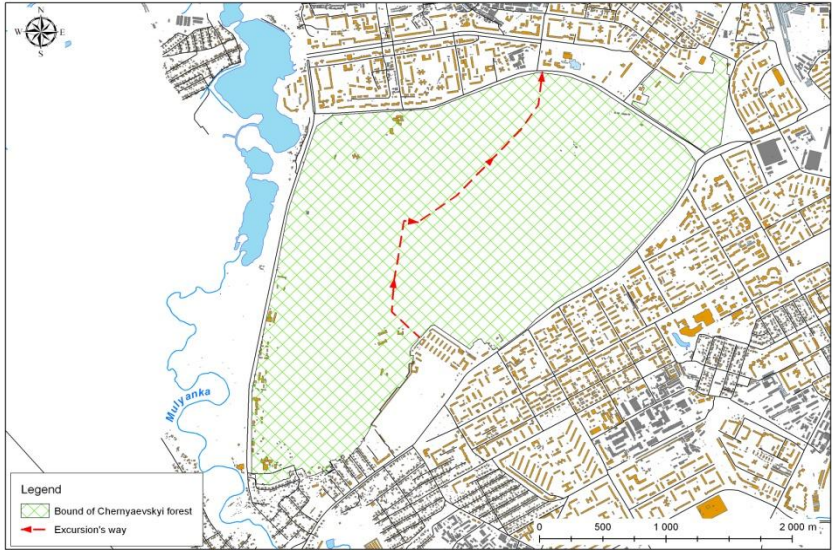 N
W E
S
Mulyanka
Legend
Bound of Chernyaevskyi forest
Excursion's way
0 500 1 000 2 000 m